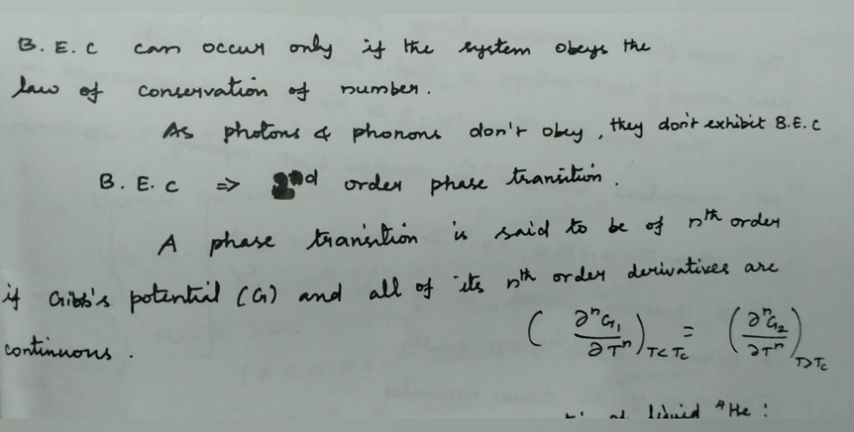 B. E. C can occur only if the system obeys the
law of conservation of number.
As photons & phonons don't obey, they don't exhibit B.E.C
B. E. C ⇒ 2nd order phase transition.
A phase transition is said to be of nth order
if Gibb's potential (G) and all of its nth order derivatives are
continuous. (∂ⁿG₁/∂Tⁿ)T<Tc = (∂ⁿG₂/∂Tⁿ)T>Tc
liquid ⁴He :